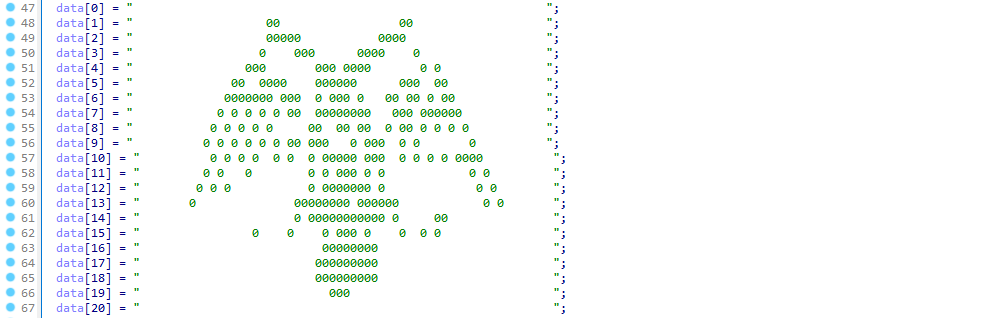 47 data[0] = "                                                           ";
48 data[1] = "                   00                 00                   ";
49 data[2] = "                   00000           0000                    ";
50 data[3] = "                  0    000      0000    0                  ";
51 data[4] = "                000       000 0000       0 0               ";
52 data[5] = "              00  0000    000000      000  00              ";
53 data[6] = "             0000000 000  0 000 0   00 00 0 00             ";
54 data[7] = "            0 0 0 0 0 00  00000000   000 000000            ";
55 data[8] = "           0 0 0 0 0     00  00 00  0 00 0 0 0 0           ";
56 data[9] = "          0 0 0 0 0 0 00 000   0 000  0 0       0          ";
57 data[10] = "          0 0 0 0  0 0  0 00000 000  0 0 0 0 0000          ";
58 data[11] = "         0 0   0        0 0 000 0 0            0 0         ";
59 data[12] = "        0 0 0           0 0000000 0             0 0        ";
60 data[13] = "       0              00000000 000000            0 0       ";
61 data[14] = "                      0 00000000000 0     00               ";
62 data[15] = "                0    0    0 000 0    0  0 0                ";
63 data[16] = "                          00000000                         ";
64 data[17] = "                         000000000                         ";
65 data[18] = "                         000000000                         ";
66 data[19] = "                           000                             ";
67 data[20] = "                                                           ";